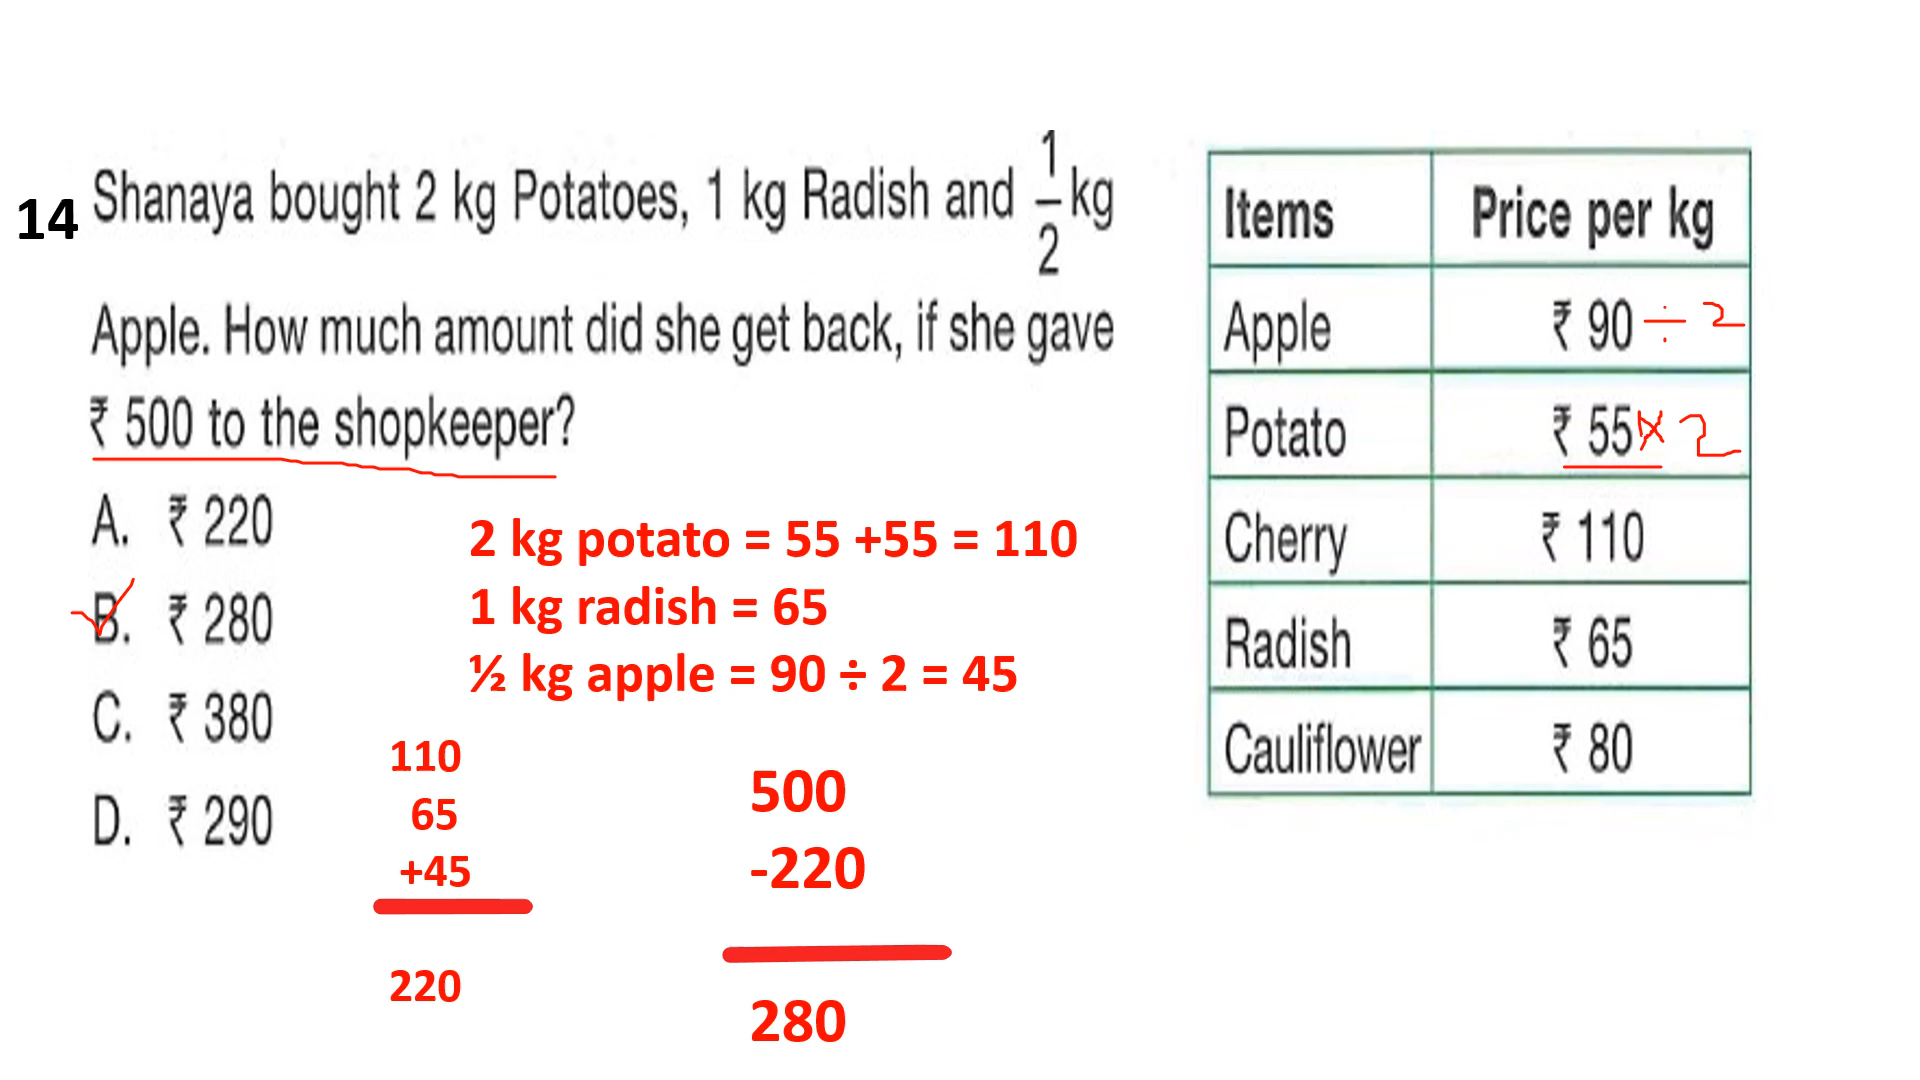 14 Shanaya bought 2 kg Potatoes, 1 kg Radish and 1/2 kg
Apple. How much amount did she get back, if she gave
₹ 500 to the shopkeeper?
A. ₹ 220
B. ₹ 280
C. ₹ 380
D. ₹ 290
2 kg potato = 55 +55 = 110
1 kg radish = 65
½ kg apple = 90 ÷ 2 = 45
110
65
+45
220
500
-220
280
Items Price per kg
Apple ₹ 90 ÷ 2
Potato ₹ 55 × 2
Cherry ₹ 110
Radish ₹ 65
Cauliflower ₹ 80